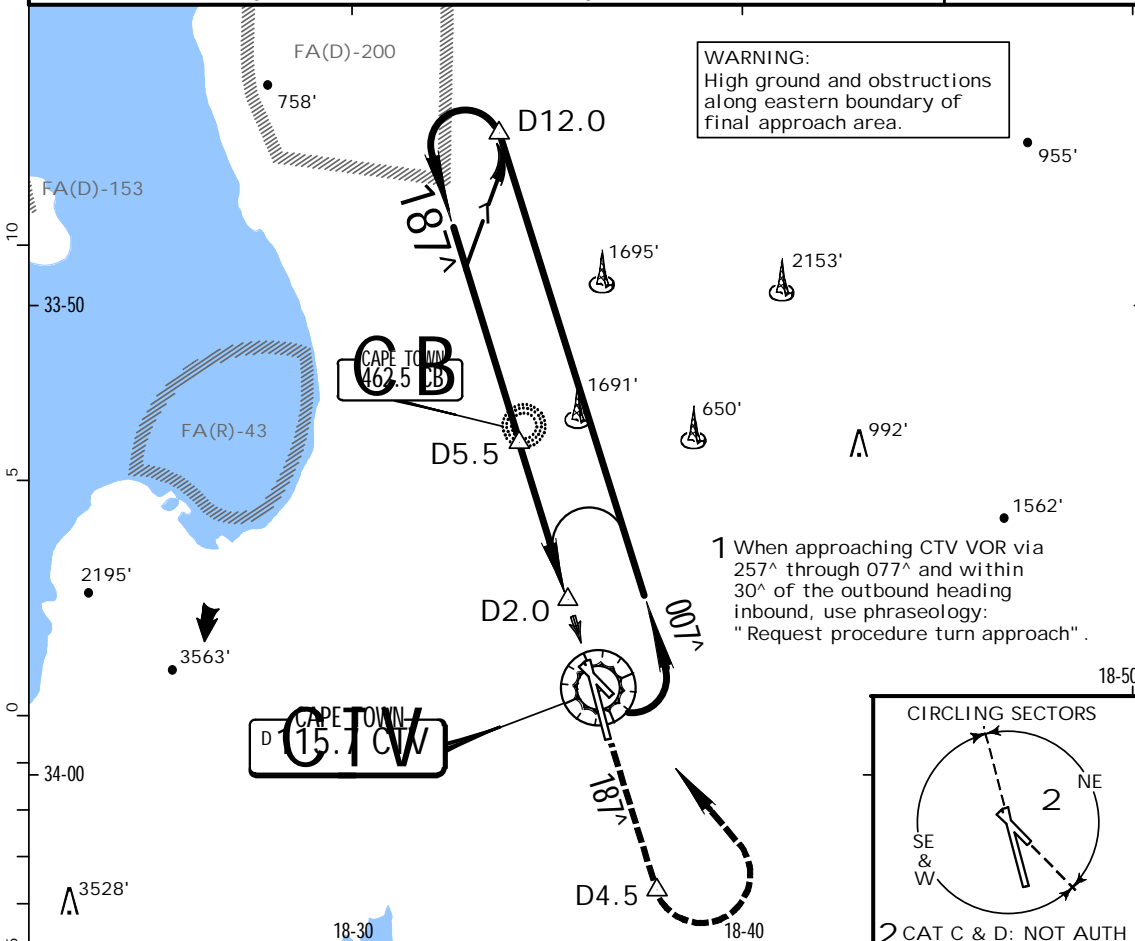 FA(D)-200
758'
D12.0
WARNING:
High ground and obstructions
along eastern boundary of
final approach area.
955'
FA(D)-153
187^
10
1695'
2153'
33-50
CAPE TOWN
462.5 CB
CB
1691'
650'
992'
FA(R)-43
D5.5
5
1562'
1 When approaching CTV VOR via
257^ through 077^ and within
30^ of the outbound heading
inbound, use phraseology:
"Request procedure turn approach".
2195'
D2.0
007^
3563'
18-50
0
CAPE TOWN
D 115.7 CTV
CTV
CIRCLING SECTORS
NE
2
SE
&
W
34-00
187^
3528'
D4.5
18-30
18-40
2 CAT C & D: NOT AUTH